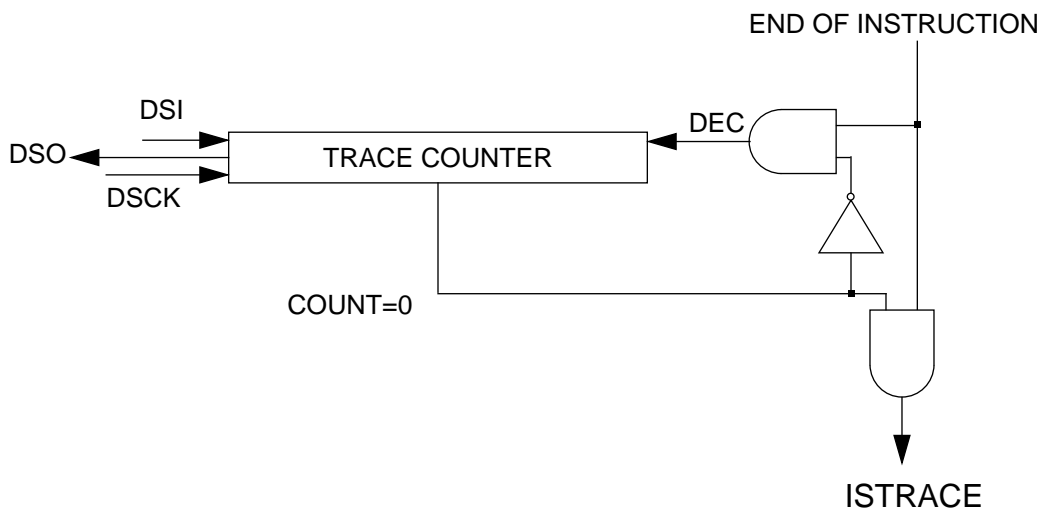 END OF INSTRUCTION
DSI
DEC
DSO
TRACE COUNTER
DSCK
COUNT=0
ISTRACE